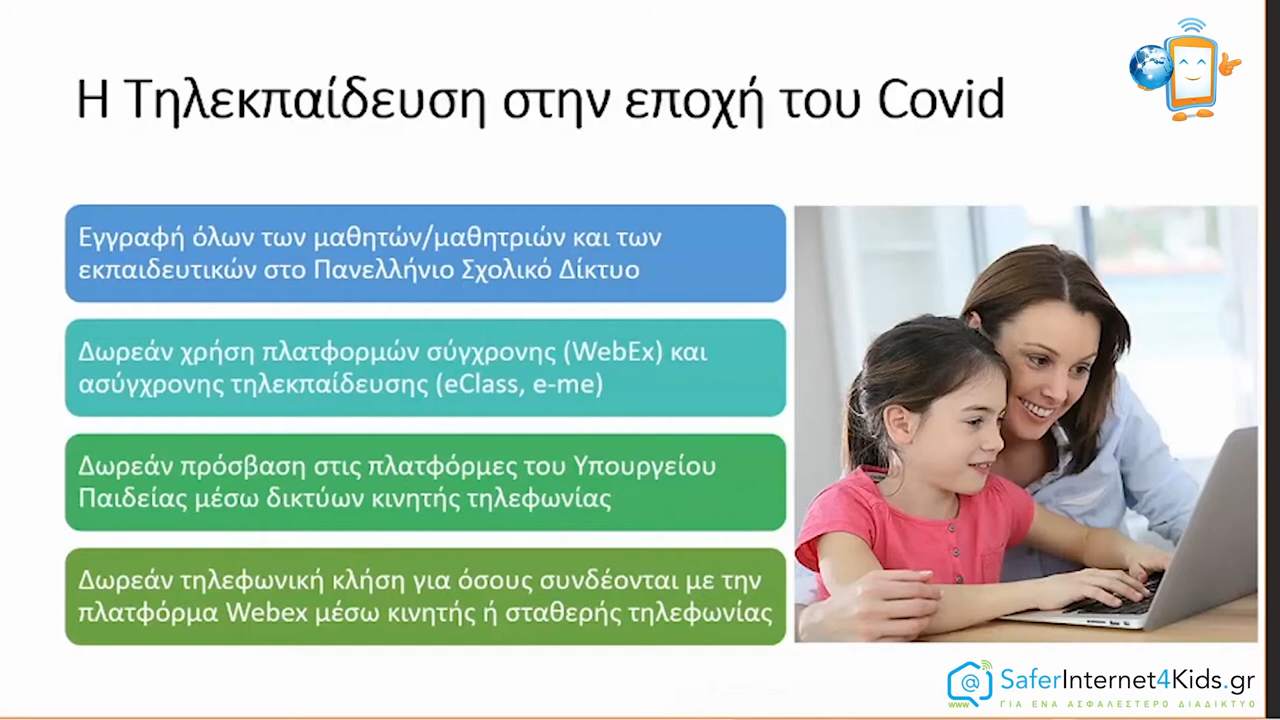 Η Τηλεκπαίδευση στην εποχή του Covid
Εγγραφή όλων των μαθητών/μαθητριών και των
εκπαιδευτικών στο Πανελλήνιο Σχολικό Δίκτυο
Δωρεάν χρήση πλατφορμών σύγχρονης (WebEx) και
ασύγχρονης τηλεκπαίδευσης (eClass, e-me)
Δωρεάν πρόσβαση στις πλατφόρμες του Υπουργείου
Παιδείας μέσω δικτύων κινητής τηλεφωνίας
Δωρεάν τηλεφωνική κλήση για όσους συνδέονται με την
πλατφόρμα Webex μέσω κινητής ή σταθερής τηλεφωνίας
@
www
SaferInternet4Kids.gr
ΓΙΑ ΕΝΑ ΑΣΦΑΛΕΣΤΕΡΟ ΔΙΑΔΙΚΤΥΟ